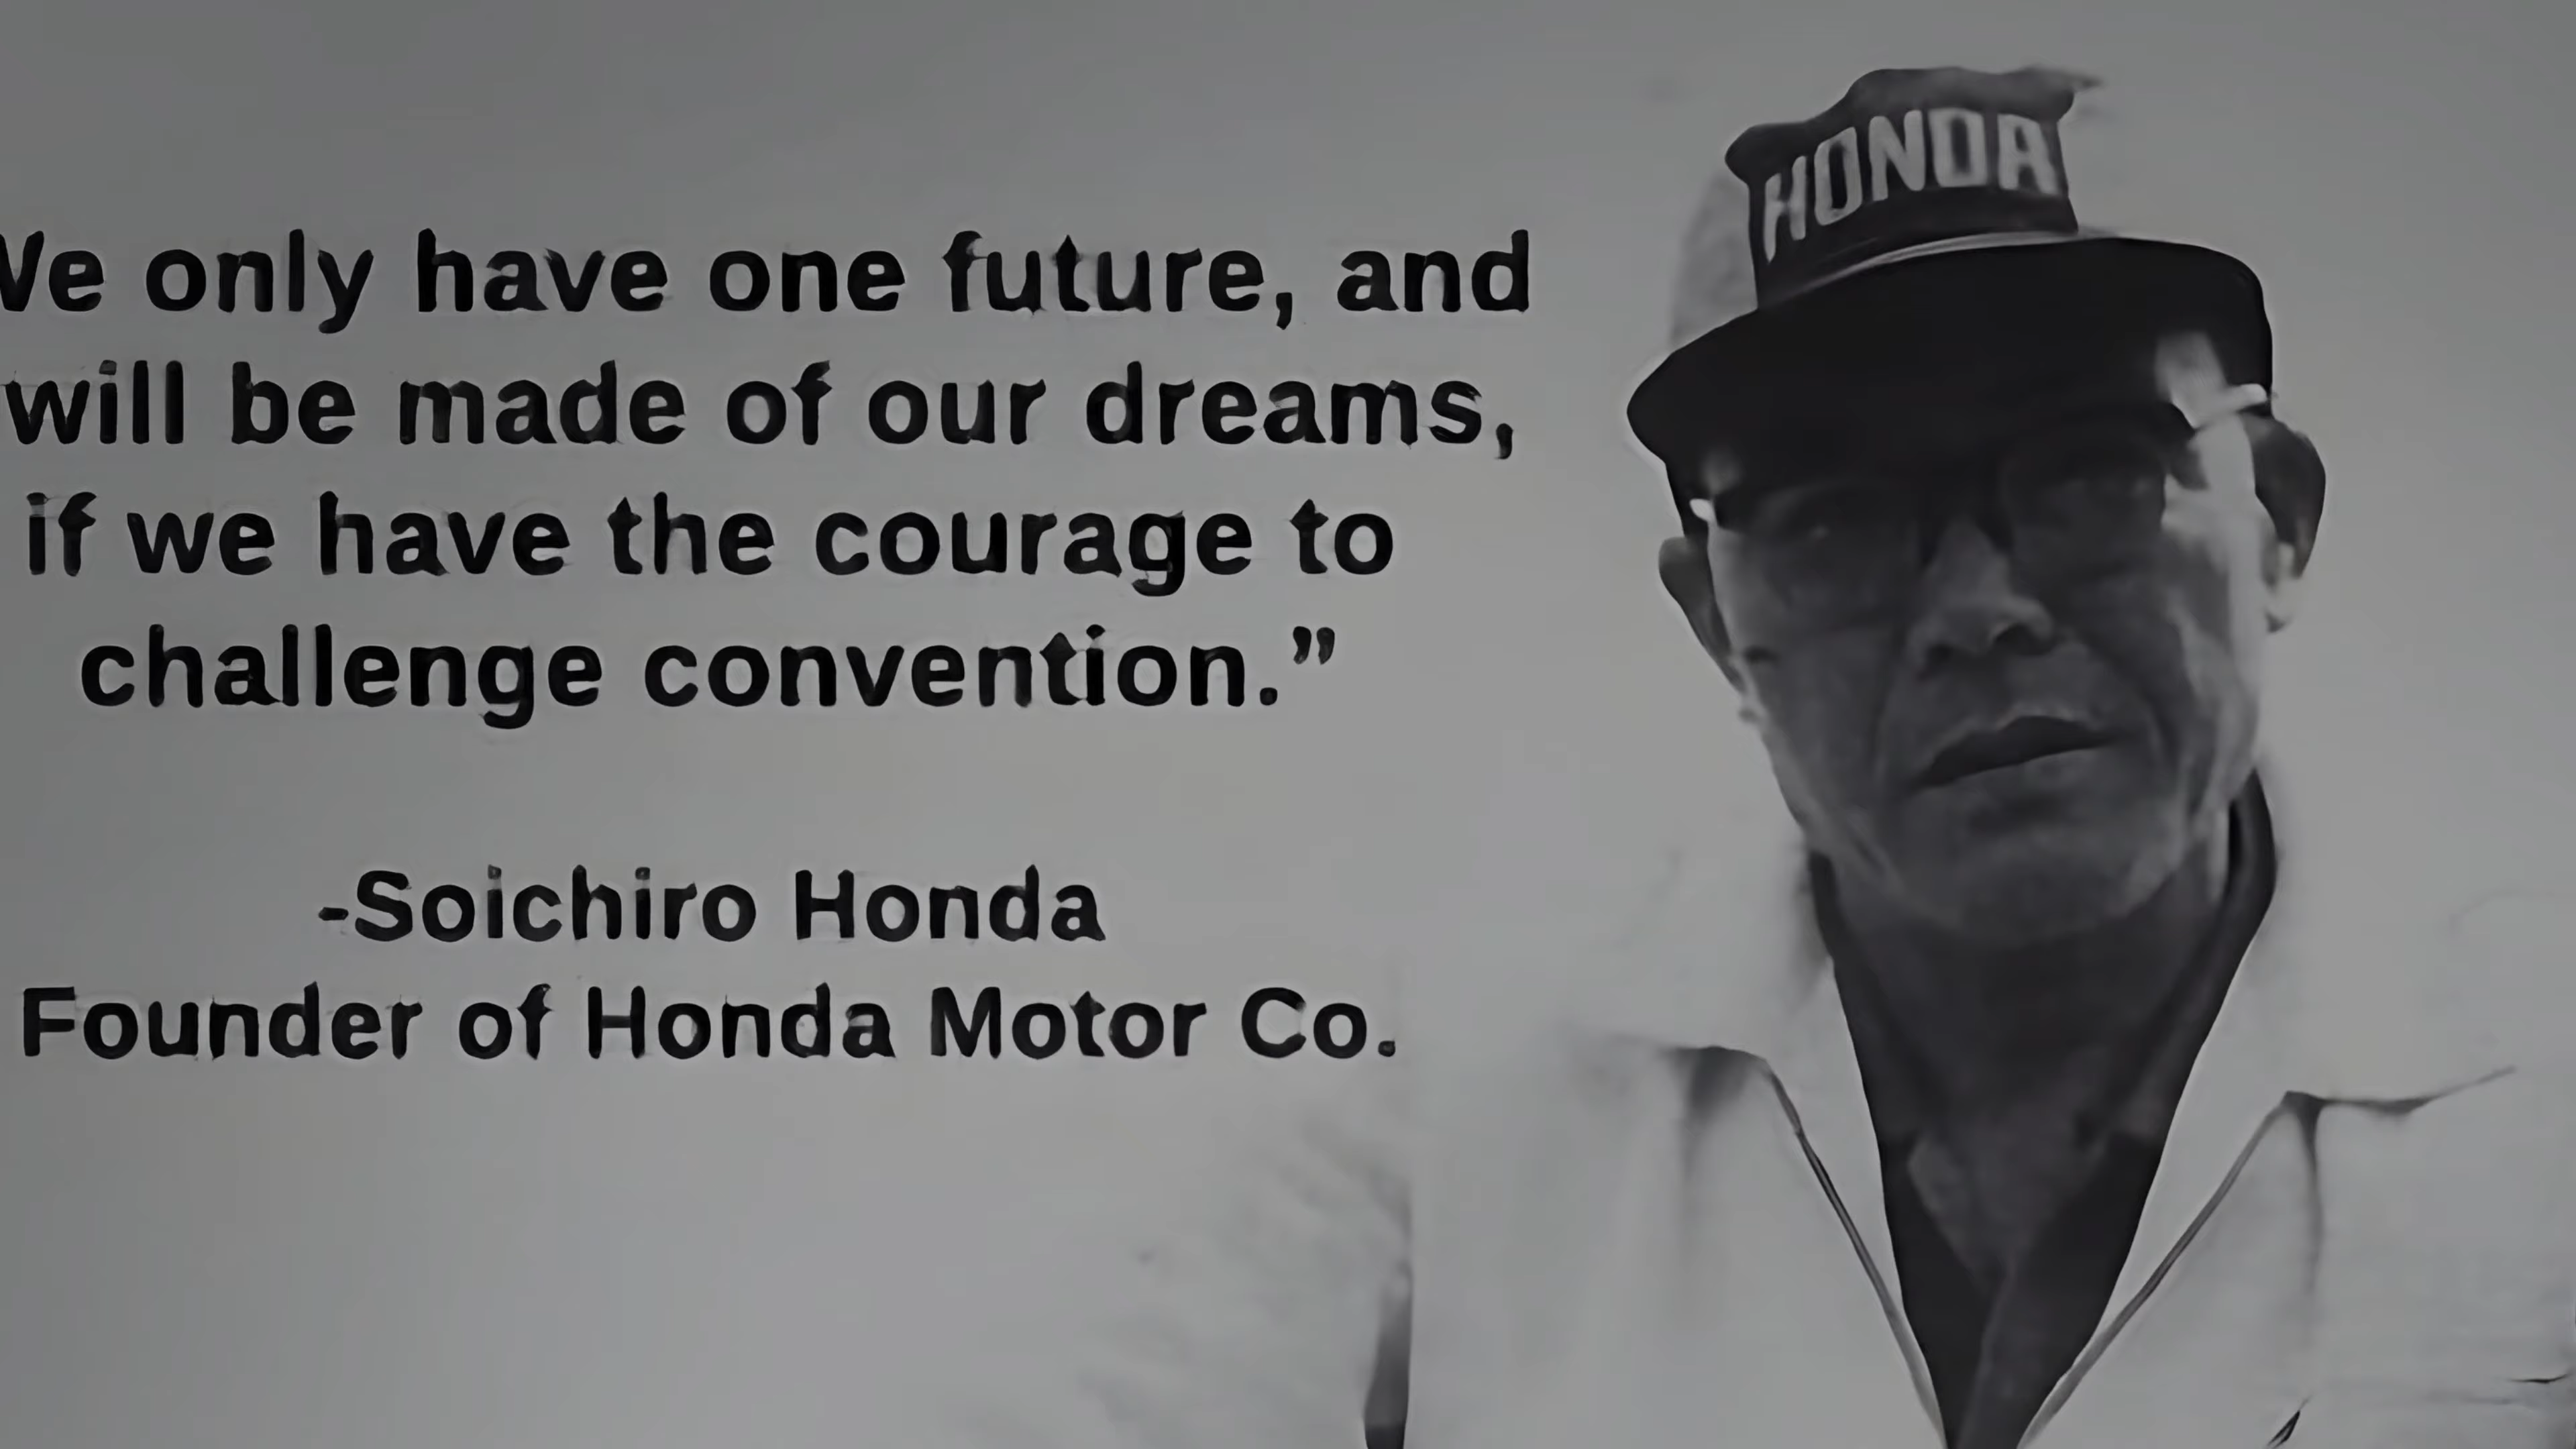 We only have one future, and
will be made of our dreams,
if we have the courage to
challenge convention.”
-Soichiro Honda
Founder of Honda Motor Co.
HONDA